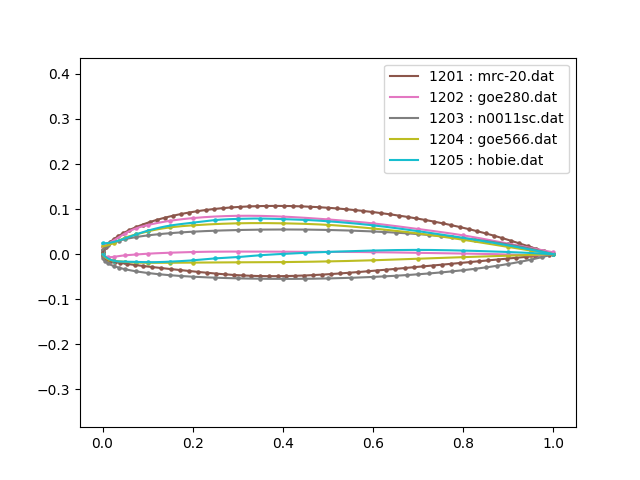 0.4
0.3
0.2
0.1
0.0
−0.1
−0.2
−0.3
0.0 0.2 0.4 0.6 0.8 1.0
1201 : mrc-20.dat
1202 : goe280.dat
1203 : n0011sc.dat
1204 : goe566.dat
1205 : hobie.dat